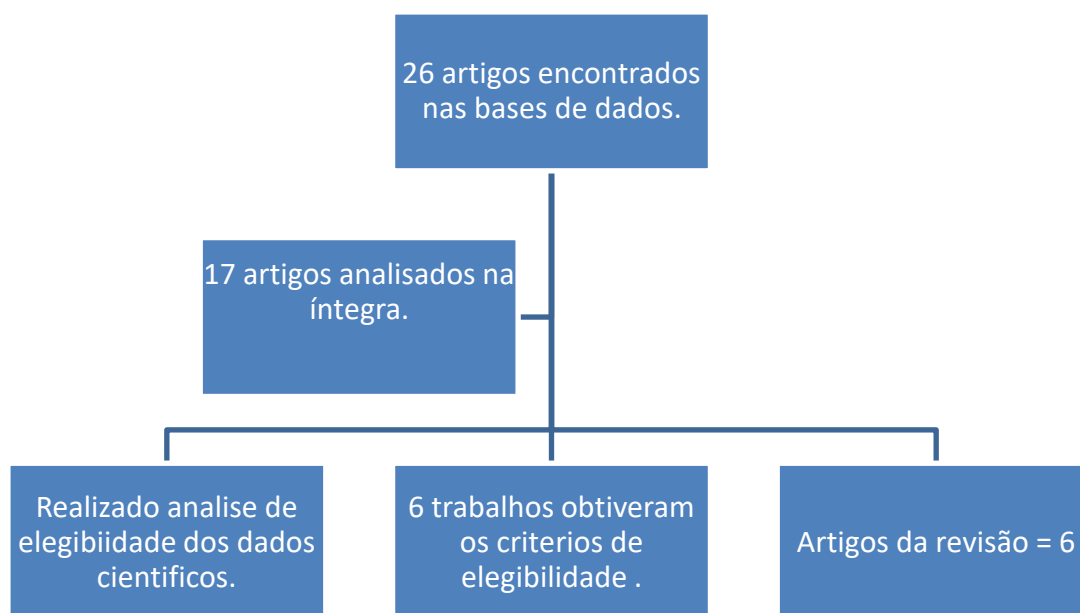 26 artigos encontrados
nas bases de dados.
17 artigos analisados na
íntegra.
Realizado analise de
elegibiidade dos dados
cientificos.
6 trabalhos obtiveram
os criterios de
elegibilidade .
Artigos da revisão = 6